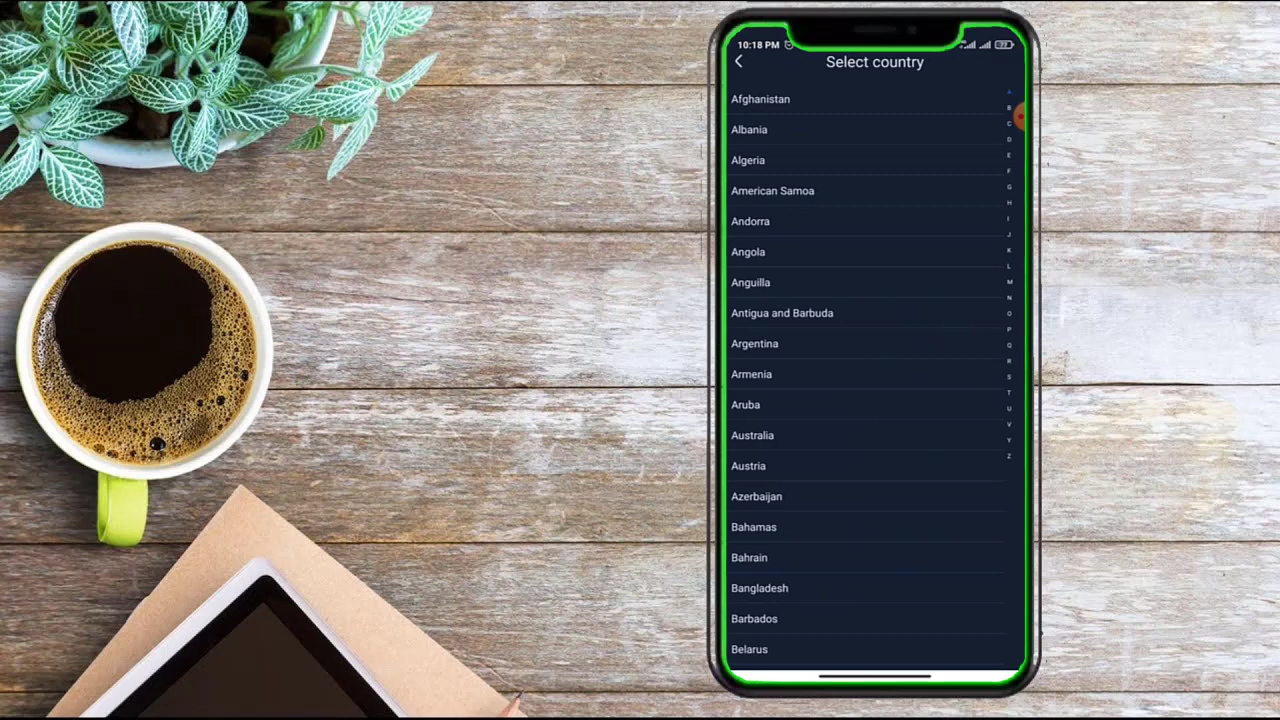 10:18 PM
Select country
Afghanistan
Albania
Algeria
American Samoa
Andorra
Angola
Anguilla
Antigua and Barbuda
Argentina
Armenia
Aruba
Australia
Austria
Azerbaijan
Bahamas
Bahrain
Bangladesh
Barbados
Belarus
A
B
C
D
E
F
G
H
I
J
K
L
M
N
O
P
Q
R
S
T
U
V
Y
Z